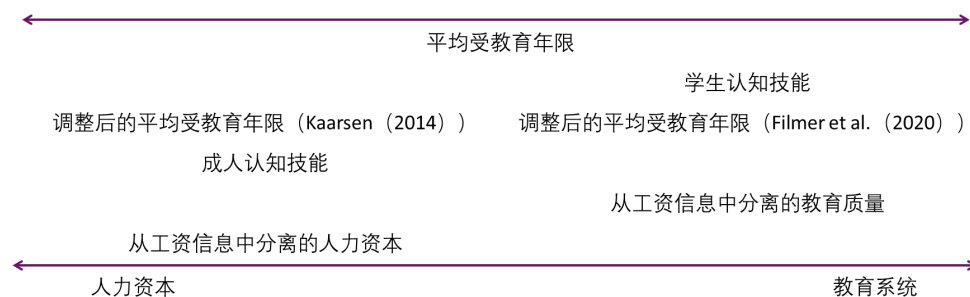 平均受教育年限
学生认知技能
调整后的平均受教育年限（Kaarsen（2014）） 调整后的平均受教育年限（Filmer et al.（2020））
成人认知技能
从工资信息中分离的教育质量
从工资信息中分离的人力资本
人力资本 教育系统